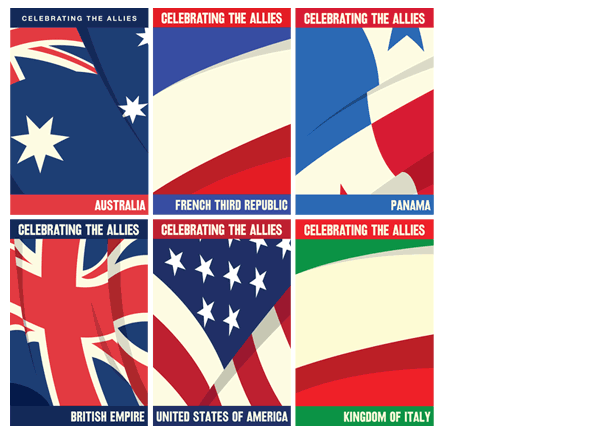 CELEBRATING THE ALLIES
AUSTRALIA
CELEBRATING THE ALLIES
FRENCH THIRD REPUBLIC
CELEBRATING THE ALLIES
PANAMA
CELEBRATING THE ALLIES
BRITISH EMPIRE
CELEBRATING THE ALLIES
UNITED STATES OF AMERICA
CELEBRATING THE ALLIES
KINGDOM OF ITALY